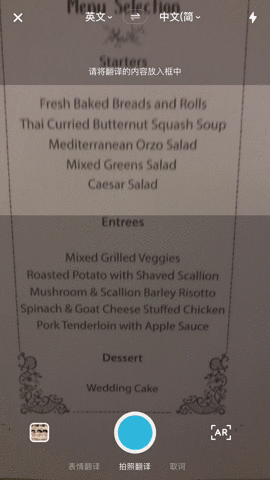 Menu Selection
英文 中文(简
Starters
请将翻译的内容放入框中
Fresh Baked Breads and Rolls
Thai Curried Butternut Squash Soup
Mediterranean Orzo Salad
Mixed Greens Salad
Caesar Salad
Entrees
Mixed Grilled Veggies
Roasted Potato with Shaved Scallion
Mushroom & Scallion Barley Risotto
Spinach & Goat Cheese Stuffed Chicken
Pork Tenderloin with Apple Sauce
Dessert
Wedding Cake
AR
表情翻译 拍照翻译 取词